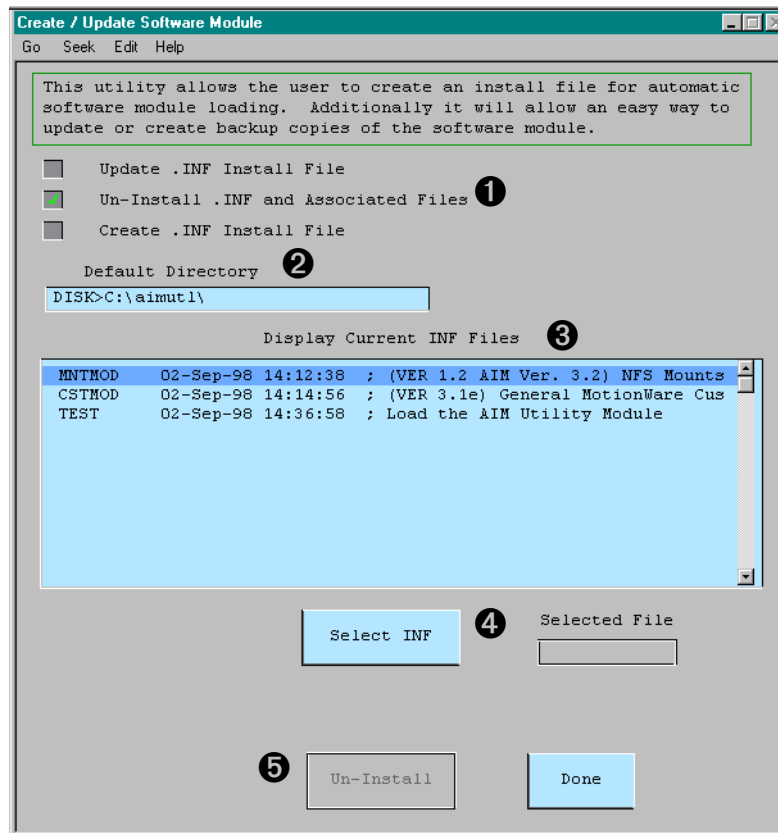 Create / Update Software Module
Go Seek Edit Help
This utility allows the user to create an install file for automatic
software module loading. Additionally it will allow an easy way to
update or create backup copies of the software module.
Update .INF Install File
Un-Install .INF and Associated Files ❶
Create .INF Install File
Default Directory ❷
DISK>C:\aimutl\
Display Current INF Files ❸
MNTMOD 02-Sep-98 14:12:38 ; (VER 1.2 AIM Ver. 3.2) NFS Mounts
CSTMOD 02-Sep-98 14:14:56 ; (VER 3.1e) General MotionWare Cus
TEST 02-Sep-98 14:36:58 ; Load the AIM Utility Module
Select INF ❹ Selected File
❺ Un-Install Done